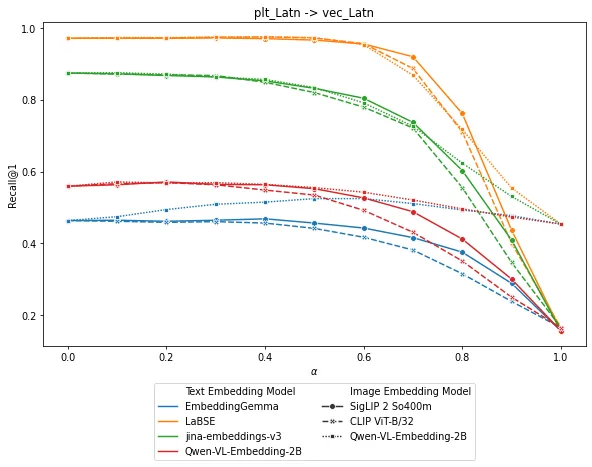 plt_Latn -> vec_Latn
1.0
0.8
0.6
0.4
0.2
Recall@1
0.0 0.2 0.4 0.6 0.8 1.0
α
Text Embedding Model Image Embedding Model
EmbeddingGemma SigLIP 2 So400m
LaBSE CLIP ViT-B/32
jina-embeddings-v3 Qwen-VL-Embedding-2B
Qwen-VL-Embedding-2B